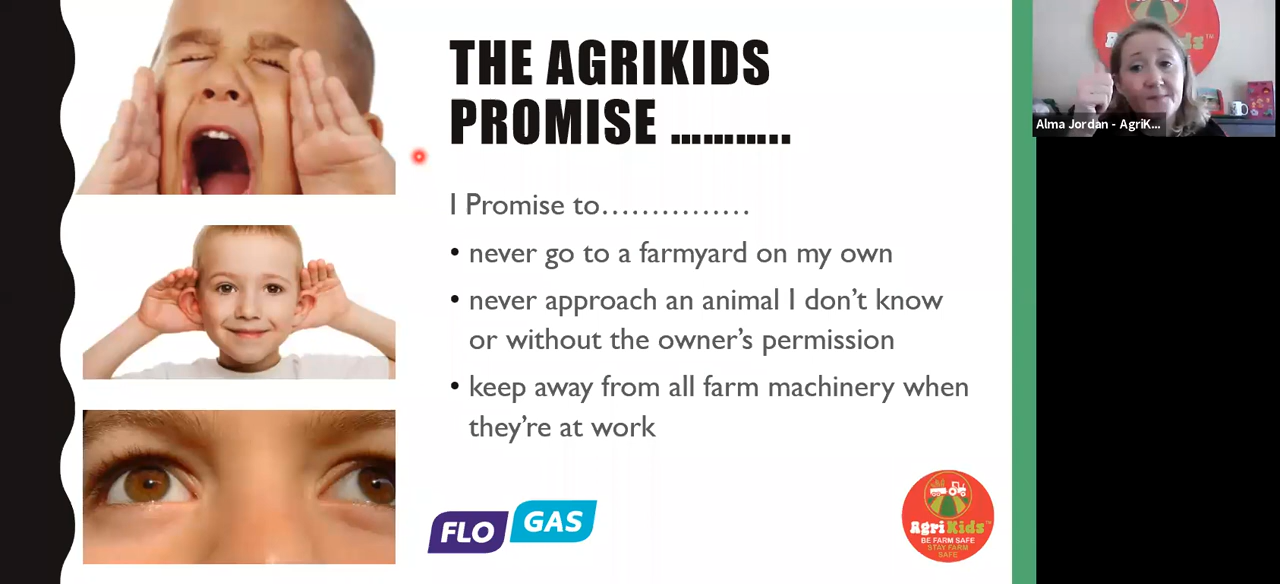 THE AGRIKIDS
PROMISE ...........
I Promise to...............
• never go to a farmyard on my own
• never approach an animal I don't know
or without the owner's permission
• keep away from all farm machinery when
they're at work
FLO GAS
AgriKids™
BE FARM SAFE
STAY FARM
SAFE
Alma Jordan - AgriK...